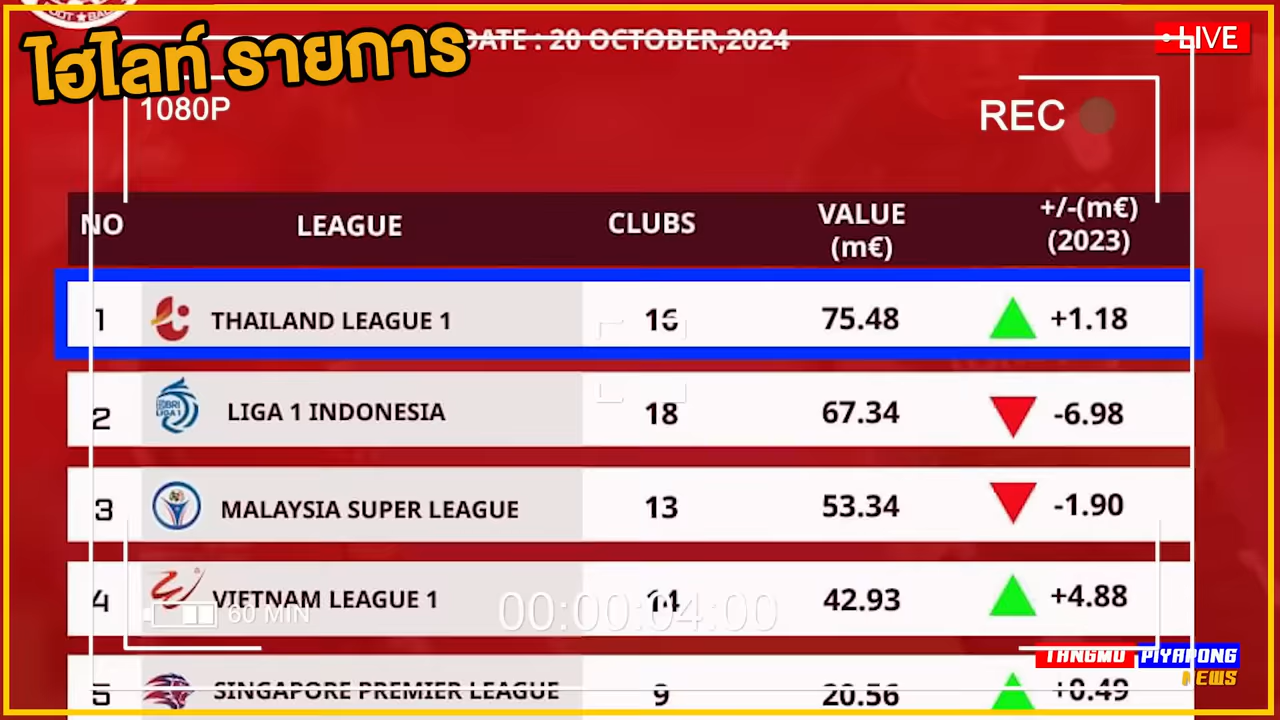 ไฮไลท์ รายการ
DATE : 20 OCTOBER,2024
LIVE
1080P
REC
NO LEAGUE CLUBS VALUE (m€) +/-(m€) (2023)
1 THAILAND LEAGUE 1 16 75.48 +1.18
2 LIGA 1 INDONESIA 18 67.34 -6.98
3 MALAYSIA SUPER LEAGUE 13 53.34 -1.90
4 VIETNAM LEAGUE 1 14 42.93 +4.88
60 MIN
00:00:04:00
TANGMO PIYAPONG
NEWS
5 SINGAPORE PREMIER LEAGUE 9 20.56 +0.49